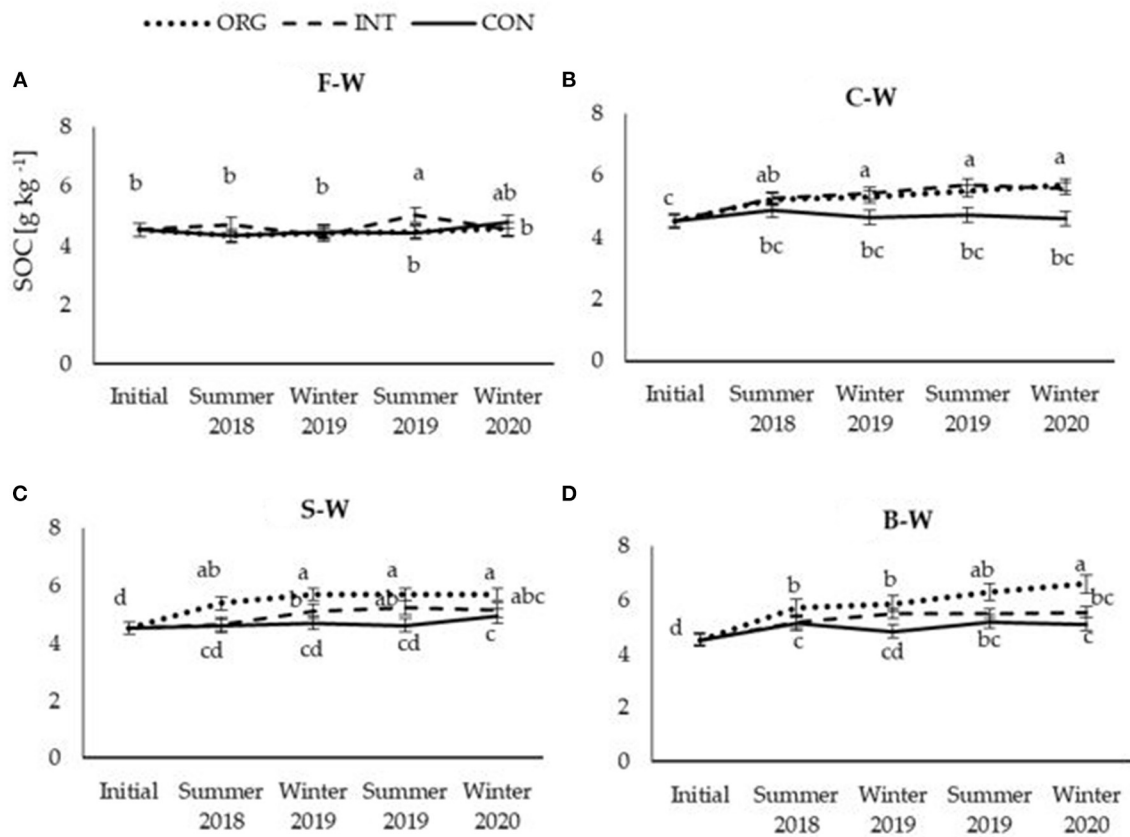 ORG INT CON
A
F-W
SOC [g kg -1]
8
6
4
2
0
b b b a ab
b
b
Initial Summer 2018 Winter 2019 Summer 2019 Winter 2020
B
C-W
8
6
4
2
0
c ab a a a
bc bc bc bc
Initial Summer 2018 Winter 2019 Summer 2019 Winter 2020
C
S-W
8
6
4
2
0
d ab a a a
b ab abc
cd cd cd c
Initial Summer 2018 Winter 2019 Summer 2019 Winter 2020
D
B-W
8
6
4
2
0
d b b ab a
bc
c cd bc c
Initial Summer 2018 Winter 2019 Summer 2019 Winter 2020